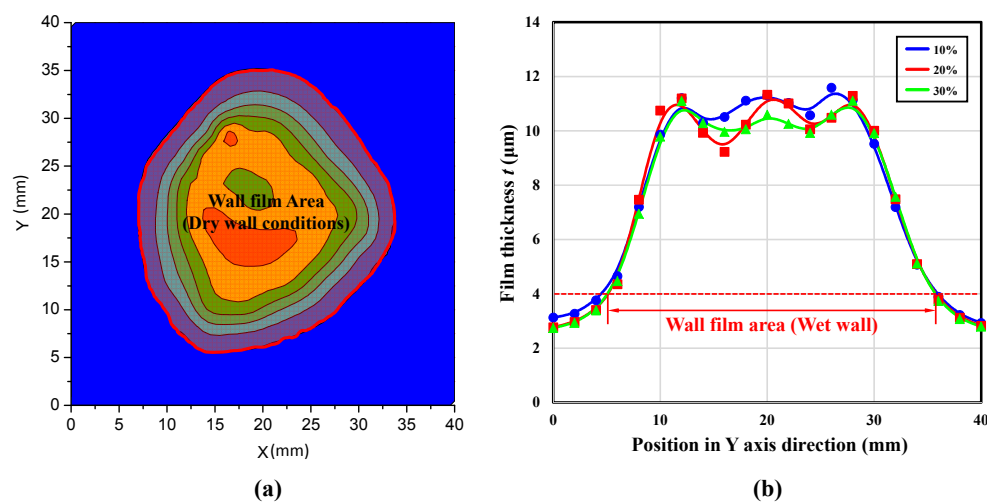 40
35
30
25
20
15
10
5
0
Y (mm)
Wall film Area
(Dry wall conditions)
0 5 10 15 20 25 30 35 40
X(mm)
(a)
14
12
10
8
6
4
2
0
Film thickness t (μm)
10%
20%
30%
Wall film area (Wet wall)
0 10 20 30 40
Position in Y axis direction (mm)
(b)